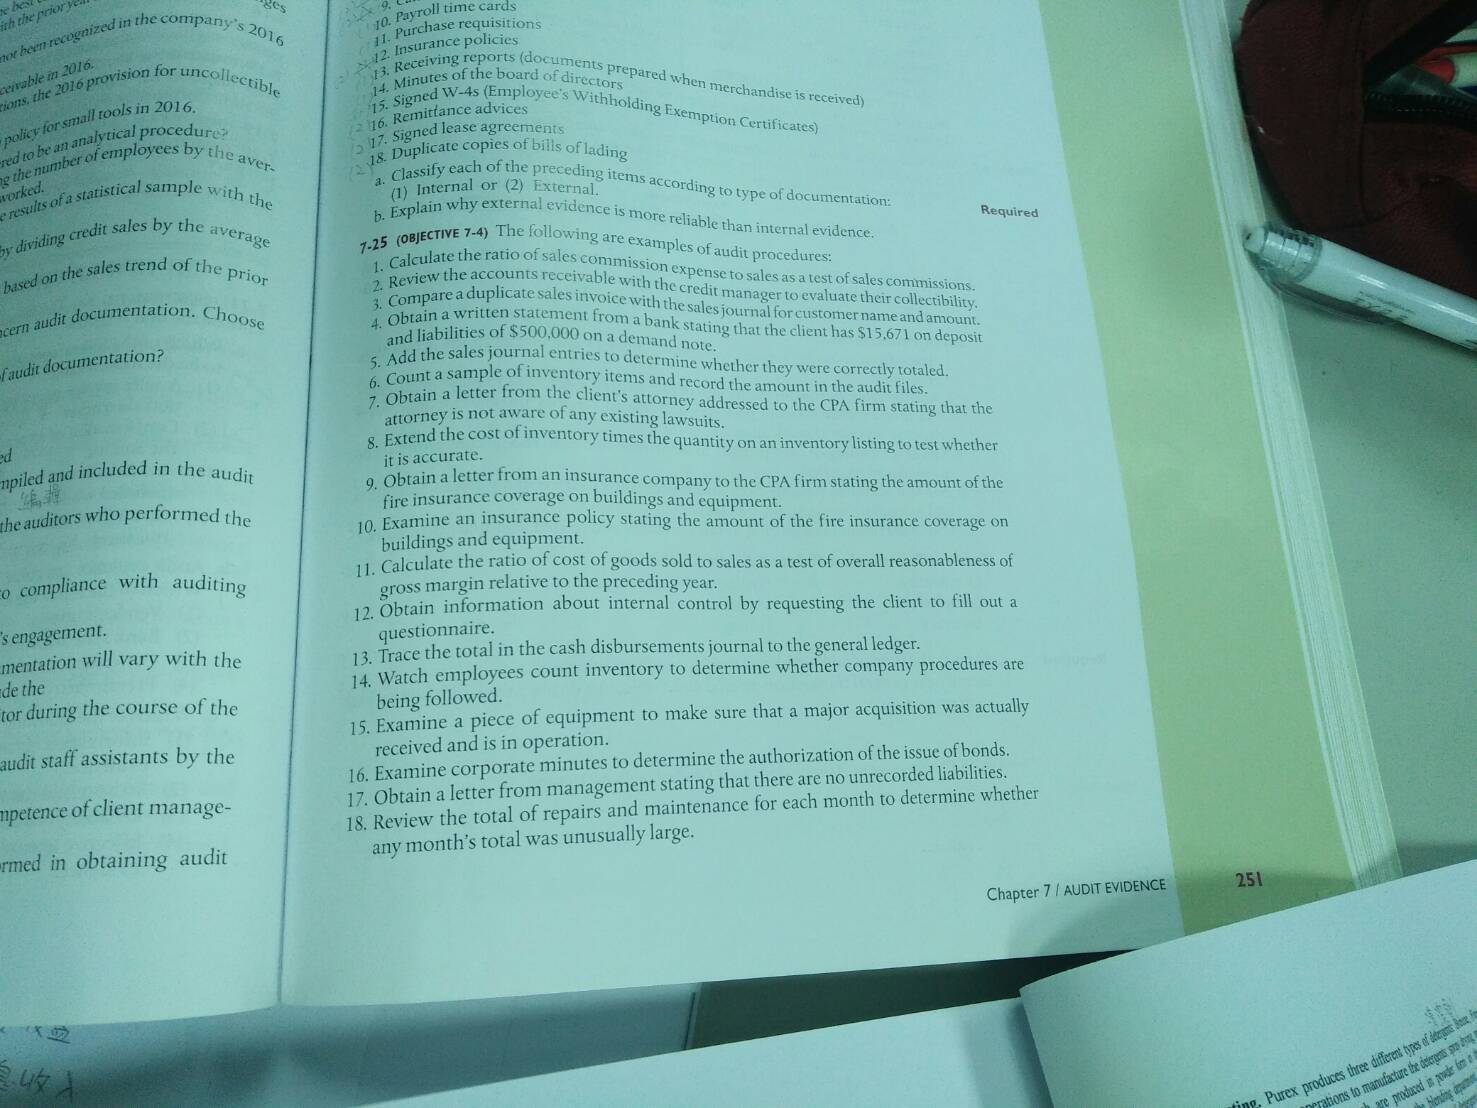 ges
ith the prior year
not been recognized in the company's 2016
ceivable in 2016.
tions, the 2016 provision for uncollectible
policy for small tools in 2016.
red to be an analytical procedure?
g the number of employees by the aver-
worked.
e results of a statistical sample with the
by dividing credit sales by the average
based on the sales trend of the prior
ncern audit documentation. Choose
f audit documentation?
ed
mpiled and included in the audit
the auditors who performed the
to compliance with auditing
's engagement.
mentation will vary with the
de the
tor during the course of the
audit staff assistants by the
mpetence of client manage-
ormed in obtaining audit
9.
10. Payroll time cards
11. Purchase requisitions
12. Insurance policies
13. Receiving reports (documents prepared when merchandise is received)
14. Minutes of the board of directors
15. Signed W-4s (Employee's Withholding Exemption Certificates)
16. Remittance advices
17. Signed lease agreements
18. Duplicate copies of bills of lading
a. Classify each of the preceding items according to type of documentation:
(1) Internal or (2) External.
b. Explain why external evidence is more reliable than internal evidence.
Required
7-25 (OBJECTIVE 7-4) The following are examples of audit procedures:
1. Calculate the ratio of sales commission expense to sales as a test of sales commissions.
2. Review the accounts receivable with the credit manager to evaluate their collectibility.
3. Compare a duplicate sales invoice with the sales journal for customer name and amount.
4. Obtain a written statement from a bank stating that the client has $15,671 on deposit
and liabilities of $500,000 on a demand note.
5. Add the sales journal entries to determine whether they were correctly totaled.
6. Count a sample of inventory items and record the amount in the audit files.
7. Obtain a letter from the client's attorney addressed to the CPA firm stating that the
attorney is not aware of any existing lawsuits.
8. Extend the cost of inventory times the quantity on an inventory listing to test whether
it is accurate.
9. Obtain a letter from an insurance company to the CPA firm stating the amount of the
fire insurance coverage on buildings and equipment.
10. Examine an insurance policy stating the amount of the fire insurance coverage on
buildings and equipment.
11. Calculate the ratio of cost of goods sold to sales as a test of overall reasonableness of
gross margin relative to the preceding year.
12. Obtain information about internal control by requesting the client to fill out a
questionnaire.
13. Trace the total in the cash disbursements journal to the general ledger.
14. Watch employees count inventory to determine whether company procedures are
being followed.
15. Examine a piece of equipment to make sure that a major acquisition was actually
received and is in operation.
16. Examine corporate minutes to determine the authorization of the issue of bonds.
17. Obtain a letter from management stating that there are no unrecorded liabilities.
18. Review the total of repairs and maintenance for each month to determine whether
any month's total was unusually large.
Chapter 7 / AUDIT EVIDENCE 251
ting. Purex produces three different types of detergent
operations to manufacture the detergents
are produced in powder form
blending department